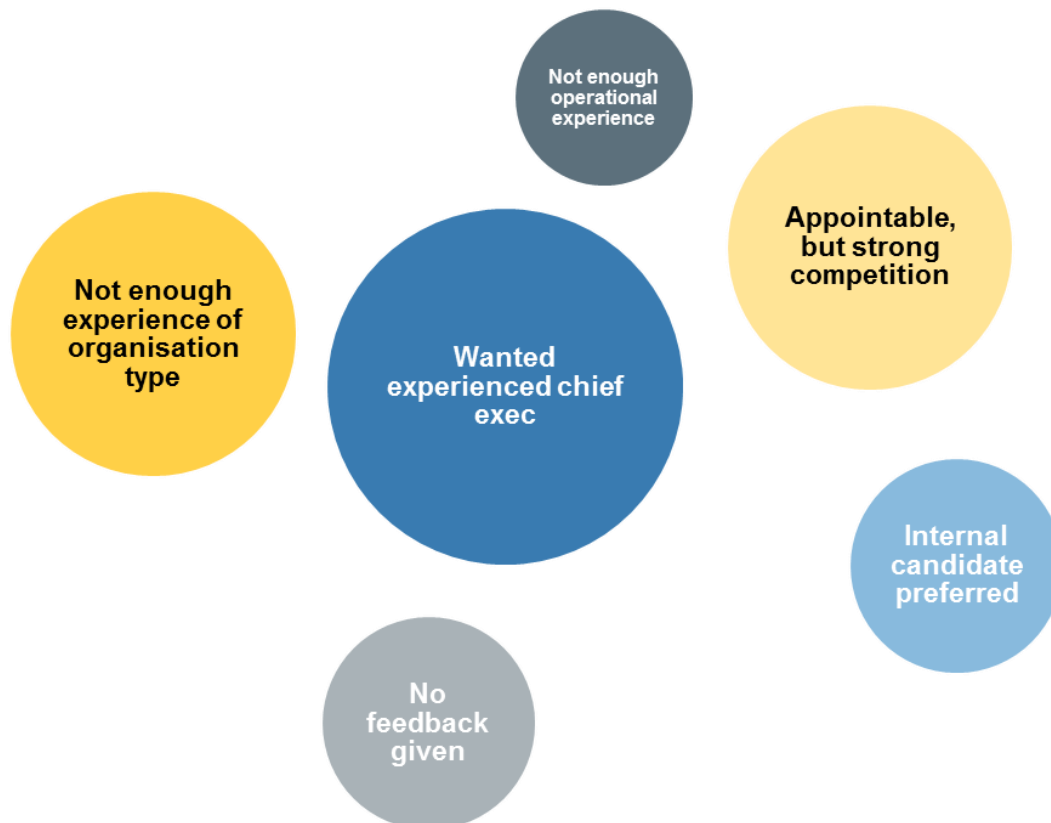 Not enough
operational
experience
Appointable,
but strong
competition
Not enough
experience of
organisation
type
Wanted
experienced chief
exec
Internal
candidate
preferred
No
feedback
given